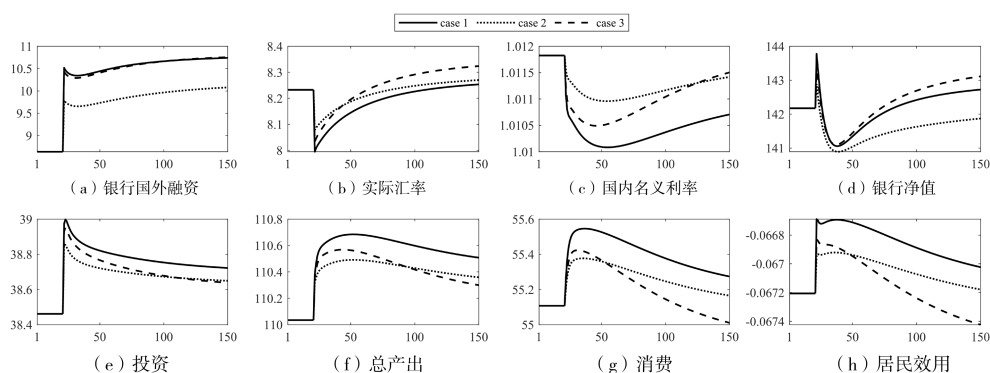 case 1 case 2 case 3
11
10.5
10
9.5
9
1 50 100 150
(a)银行国外融资
8.4
8.3
8.2
8.1
8
1 50 100 150
(b)实际汇率
1.012
1.0115
1.011
1.0105
1.01
1 50 100 150
(c)国内名义利率
144
143
142
141
1 50 100 150
(d)银行净值
39
38.8
38.6
38.4
1 50 100 150
(e)投资
110.8
110.6
110.4
110.2
110
1 50 100 150
(f)总产出
55.6
55.4
55.2
55
1 50 100 150
(g)消费
-0.0668
-0.067
-0.0672
-0.0674
1 50 100 150
(h)居民效用